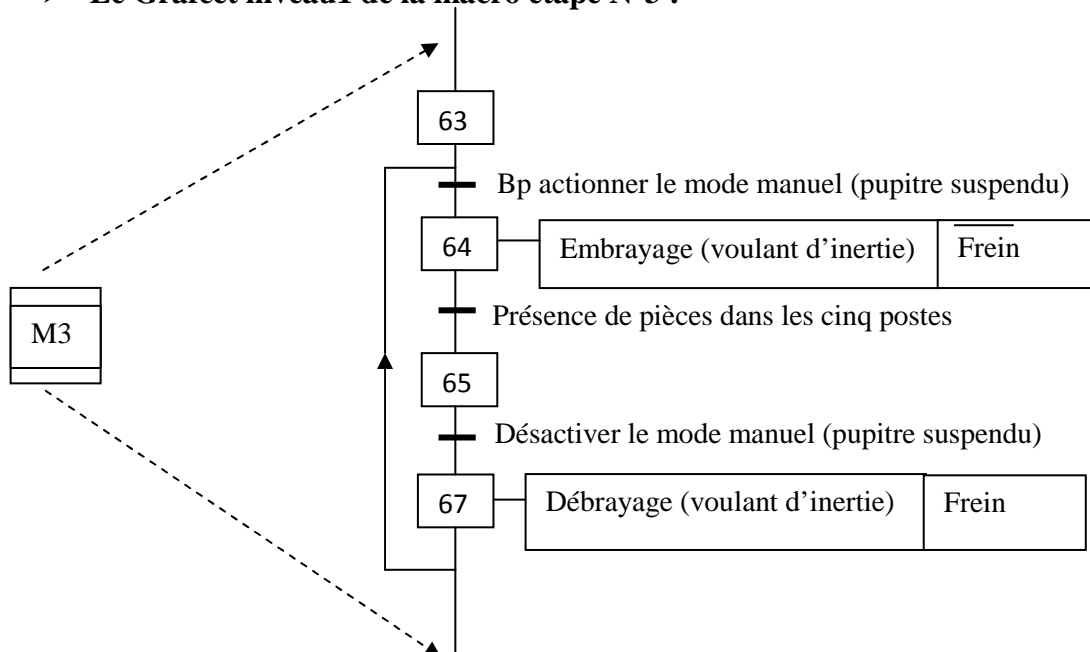 Le Grafcet niveau1 de la macro étape N°3 :
63
Bp actionner le mode manuel (pupitre suspendu)
64
Embrayage (voulant d'inertie)
Frein
Présence de pièces dans les cinq postes
M3
65
Désactiver le mode manuel (pupitre suspendu)
67
Débrayage (voulant d'inertie)
Frein